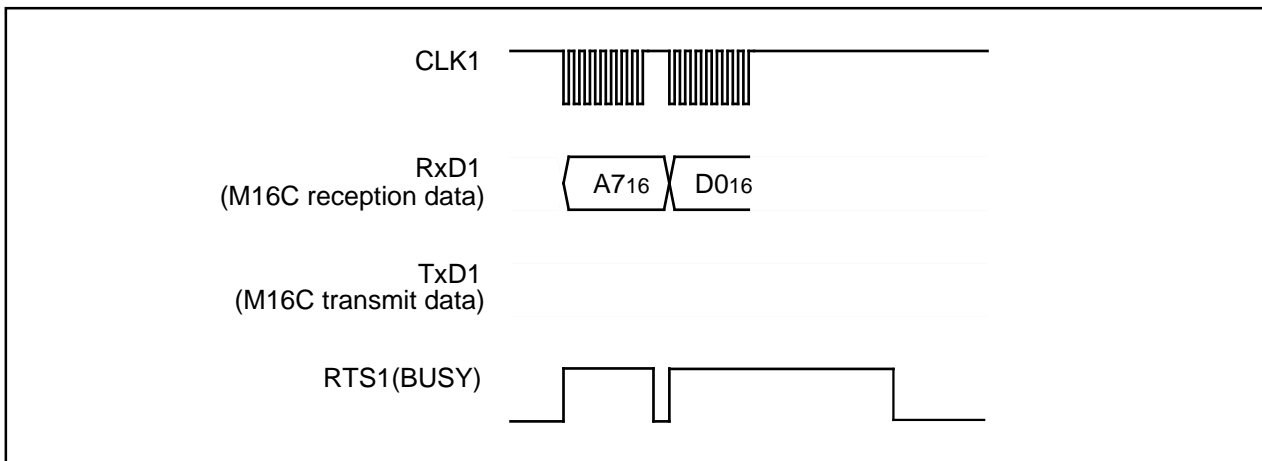 CLK1
RxD1
(M16C reception data)
A716
D016
TxD1
(M16C transmit data)
RTS1(BUSY)